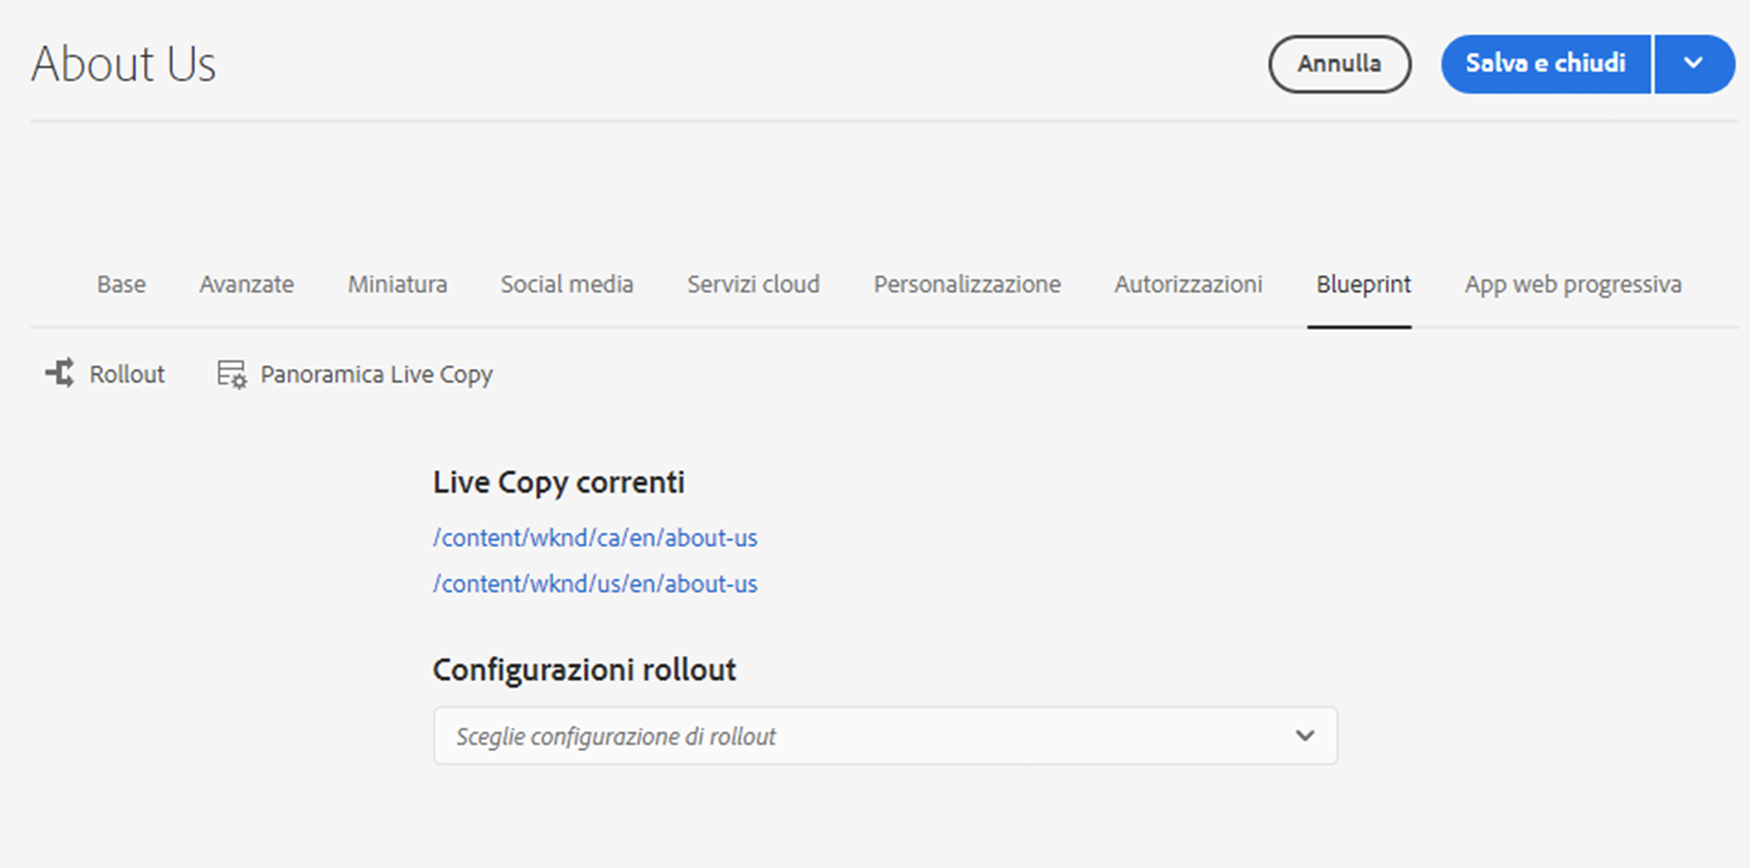 About Us
Annulla
Salva e chiudi
Base Avanzate Miniatura Social media Servizi cloud Personalizzazione Autorizzazioni Blueprint App web progressiva
Rollout Panoramica Live Copy
Live Copy correnti
/content/wknd/ca/en/about-us
/content/wknd/us/en/about-us
Configurazioni rollout
Sceglie configurazione di rollout